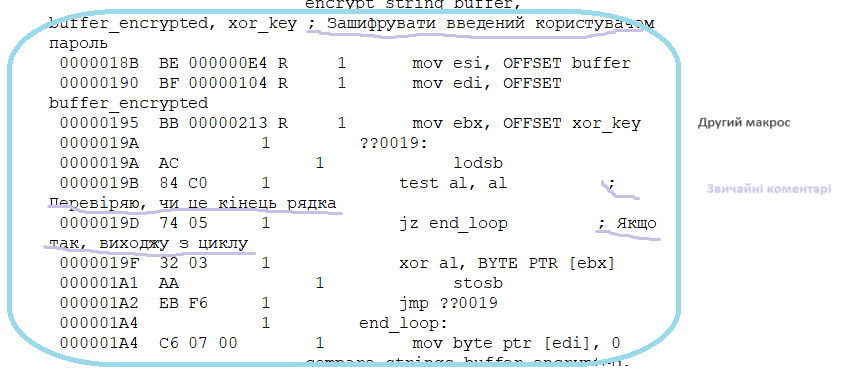 encrypt_string buffer,
buffer_encrypted, xor_key ; Зашифрувати введений користувачем
пароль
0000018B BE 000000E4 R 1 mov esi, OFFSET buffer
00000190 BF 00000104 R 1 mov edi, OFFSET
buffer_encrypted
00000195 BB 00000213 R 1 mov ebx, OFFSET xor_key
Другий макрос
0000019A 1 ??0019:
0000019A AC 1 lodsb
0000019B 84 C0 1 test al, al ;
Звичайні коментарі
Перевіряю, чи це кінець рядка
0000019D 74 05 1 jz end_loop ; Якщо
так, виходжу з циклу
0000019F 32 03 1 xor al, BYTE PTR [ebx]
000001A1 AA 1 stosb
000001A2 EB F6 1 jmp ??0019
000001A4 1 end_loop:
000001A4 C6 07 00 1 mov byte ptr [edi], 0
compare_strings buffer_encrypted,